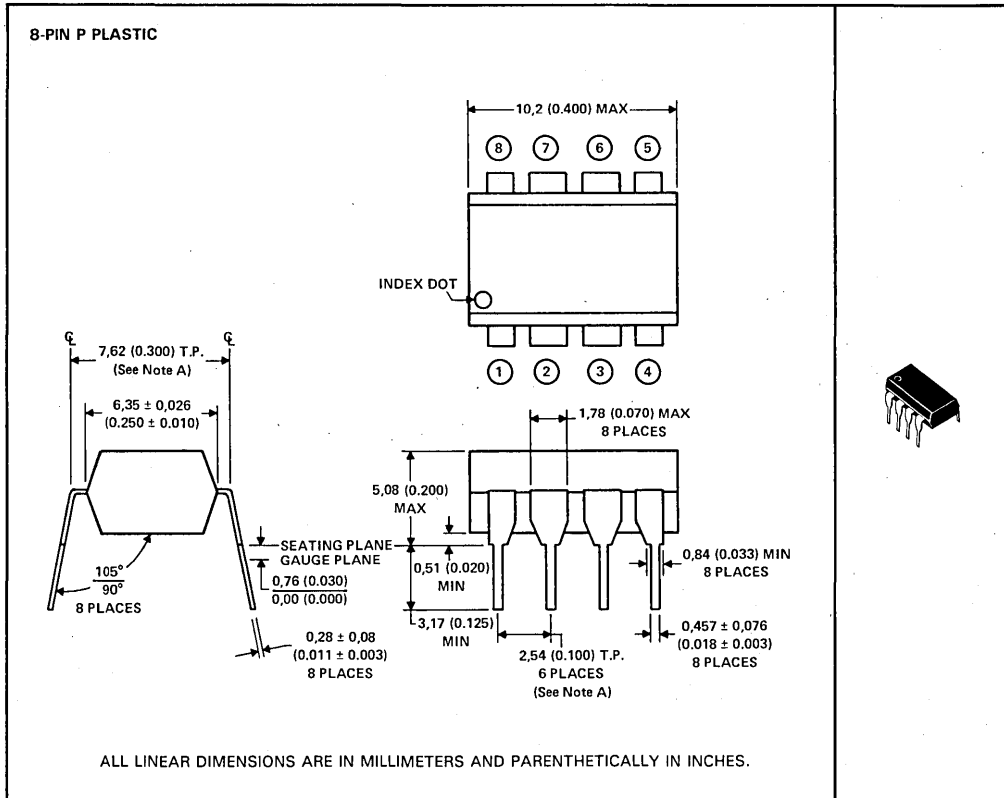 8-PIN P PLASTIC
10,2 (0.400) MAX
8 7 6 5
INDEX DOT
1 2 3 4
℄ ℄
7,62 (0.300) T.P.
(See Note A)
6,35 ± 0,026
(0.250 ± 0.010)
105°
90°
8 PLACES
SEATING PLANE
GAUGE PLANE
0,76 (0.030)
0,00 (0.000)
0,28 ± 0,08
(0.011 ± 0.003)
8 PLACES
1,78 (0.070) MAX
8 PLACES
5,08 (0.200)
MAX
0,51 (0.020)
MIN
3,17 (0.125)
MIN
2,54 (0.100) T.P.
6 PLACES
(See Note A)
0,84 (0.033) MIN
8 PLACES
0,457 ± 0,076
(0.018 ± 0.003)
8 PLACES
ALL LINEAR DIMENSIONS ARE IN MILLIMETERS AND PARENTHETICALLY IN INCHES.